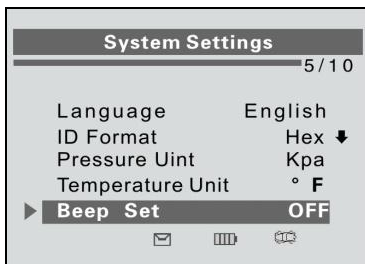 System Settings
5/10
Language English
ID Format Hex
Pressure Uint Kpa
Temperature Unit ° F
Beep Set OFF